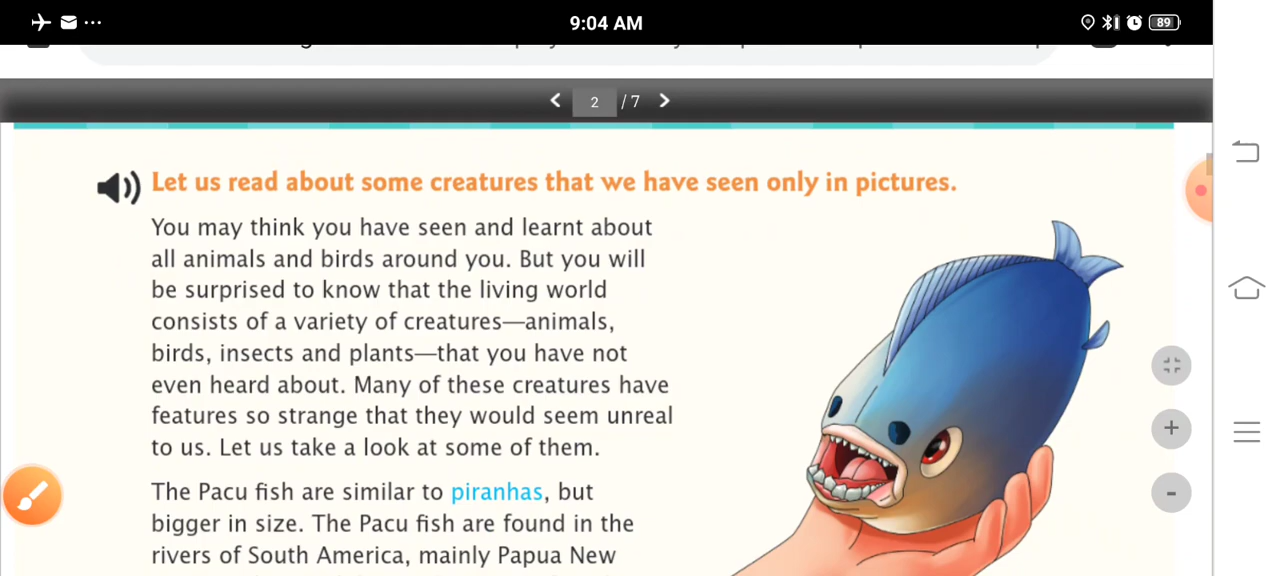 9:04 AM
89
2 / 7
Let us read about some creatures that we have seen only in pictures.
You may think you have seen and learnt about
all animals and birds around you. But you will
be surprised to know that the living world
consists of a variety of creatures—animals,
birds, insects and plants—that you have not
even heard about. Many of these creatures have
features so strange that they would seem unreal
to us. Let us take a look at some of them.
The Pacu fish are similar to piranhas, but
bigger in size. The Pacu fish are found in the
rivers of South America, mainly Papua New